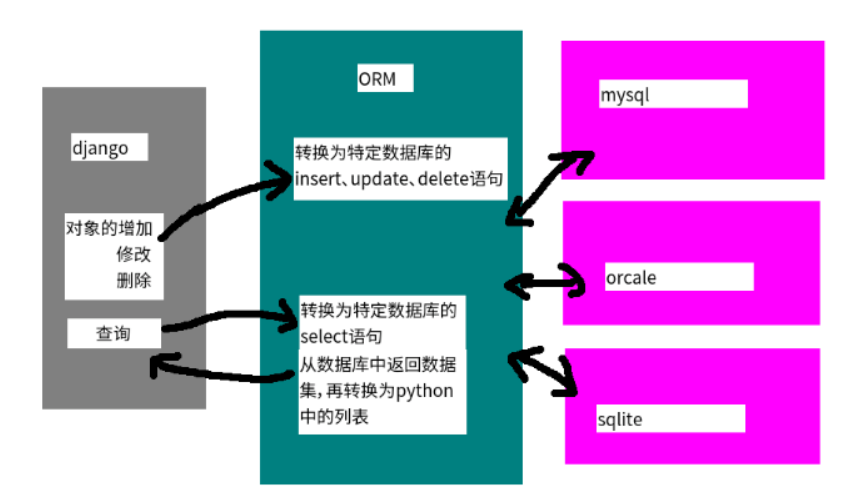 django
对象的增加
修改
删除
查询
ORM
转换为特定数据库的
insert、update、delete语句
转换为特定数据库的
select语句
从数据库中返回数据
集,再转换为python
中的列表
mysql
orcale
sqlite